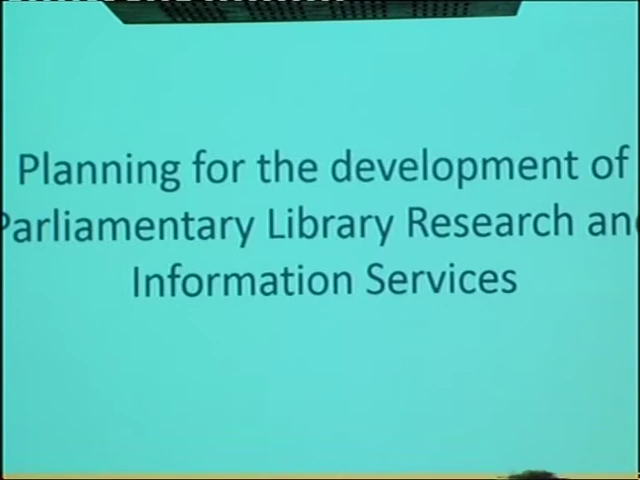 Planning for the development of
Parliamentary Library Research and
Information Services